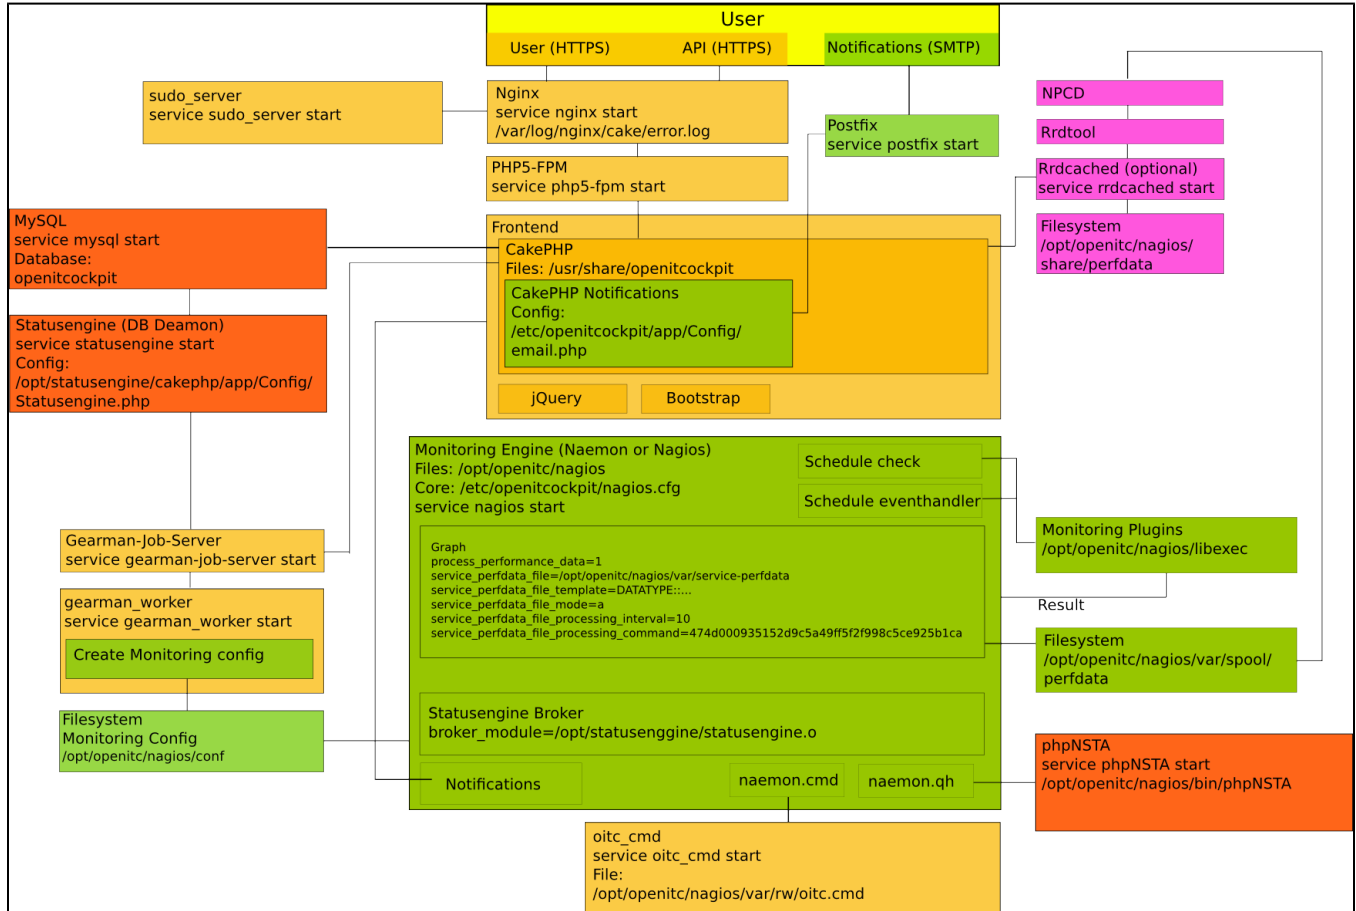 User
User (HTTPS)
API (HTTPS)
Notifications (SMTP)
sudo_server
service sudo_server start
Nginx
service nginx start
/var/log/nginx/cake/error.log
Postfix
service postfix start
NPCD
Rrdtool
Rrdcached (optional)
service rrdcached start
Filesystem
/opt/openitc/nagios/
share/perfdata
PHP5-FPM
service php5-fpm start
MySQL
service mysql start
Database:
openitcockpit
Frontend
CakePHP
Files: /usr/share/openitcockpit
CakePHP Notifications
Config:
/etc/openitcockpit/app/Config/
email.php
jQuery
Bootstrap
Statusengine (DB Deamon)
service statusengine start
Config:
/opt/statusengine/cakephp/app/Config/
Statusengine.php
Monitoring Engine (Naemon or Nagios)
Files: /opt/openitc/nagios
Core: /etc/openitcockpit/nagios.cfg
service nagios start
Schedule check
Schedule eventhandler
Graph
process_performance_data=1
service_perfdata_file=/opt/openitc/nagios/var/service-perfdata
service_perfdata_file_template=DATATYPE::...
service_perfdata_file_mode=a
service_perfdata_file_processing_interval=10
service_perfdata_file_processing_command=474d000935152d9c5a49ff5f2f998c5ce925b1ca
Monitoring Plugins
/opt/openitc/nagios/libexec
Result
Filesystem
/opt/openitc/nagios/var/spool/
perfdata
Gearman-Job-Server
service gearman-job-server start
gearman_worker
service gearman_worker start
Create Monitoring config
Filesystem
Monitoring Config
/opt/openitc/nagios/conf
Statusengine Broker
broker_module=/opt/statusenggine/statusengine.o
Notifications
naemon.cmd
naemon.qh
phpNSTA
service phpNSTA start
/opt/openitc/nagios/bin/phpNSTA
oitc_cmd
service oitc_cmd start
File:
/opt/openitc/nagios/var/rw/oitc.cmd